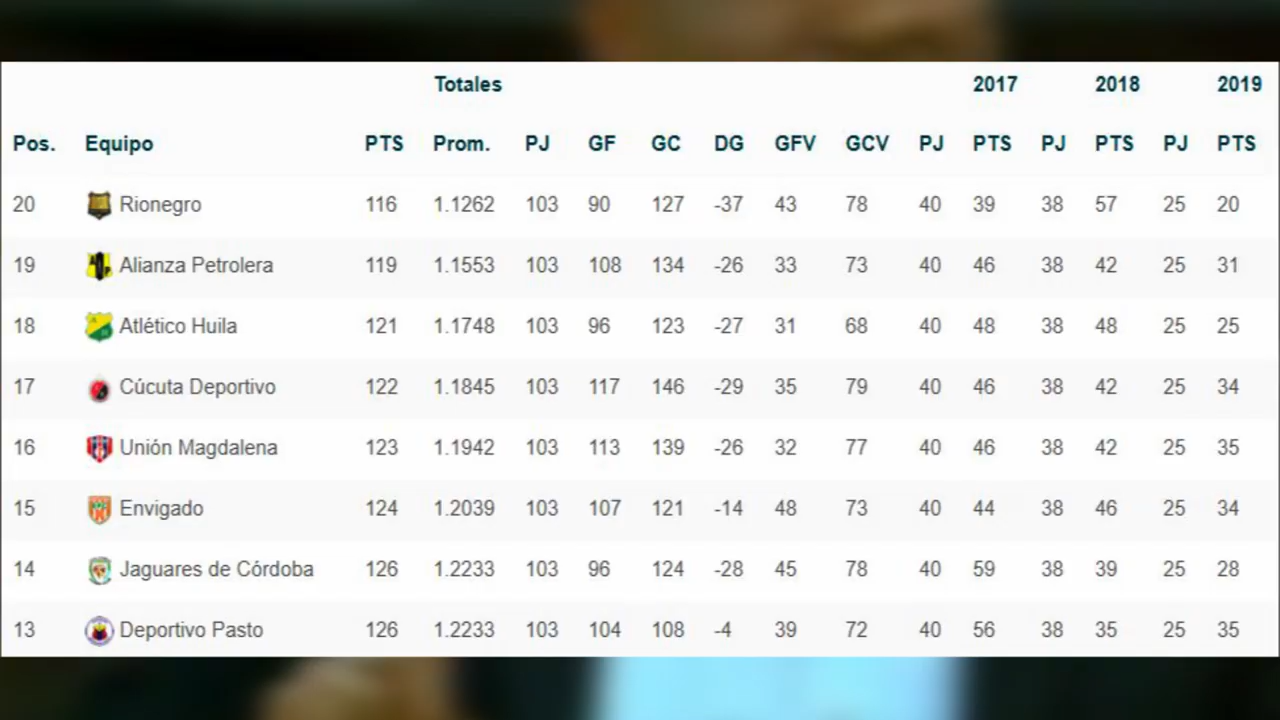 Totales 2017 2018 2019
Pos. Equipo PTS Prom. PJ GF GC DG GFV GCV PJ PTS PJ PTS PJ PTS
20 Rionegro 116 1.1262 103 90 127 -37 43 78 40 39 38 57 25 20
19 Alianza Petrolera 119 1.1553 103 108 134 -26 33 73 40 46 38 42 25 31
18 Atlético Huila 121 1.1748 103 96 123 -27 31 68 40 48 38 48 25 25
17 Cúcuta Deportivo 122 1.1845 103 117 146 -29 35 79 40 46 38 42 25 34
16 Unión Magdalena 123 1.1942 103 113 139 -26 32 77 40 46 38 42 25 35
15 Envigado 124 1.2039 103 107 121 -14 48 73 40 44 38 46 25 34
14 Jaguares de Córdoba 126 1.2233 103 96 124 -28 45 78 40 59 38 39 25 28
13 Deportivo Pasto 126 1.2233 103 104 108 -4 39 72 40 56 38 35 25 35